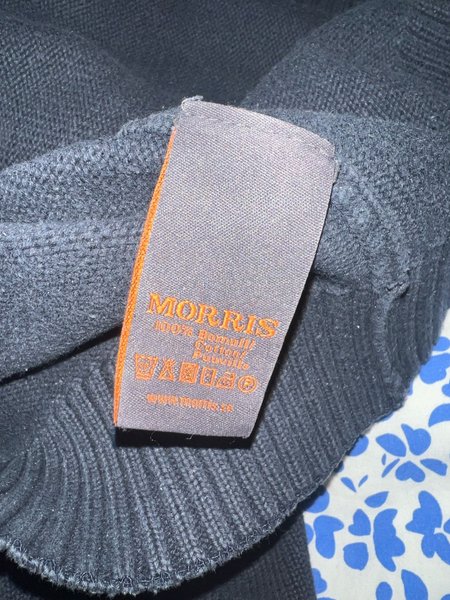 MORRIS
100% Bomull/
Cotton/
Puuvilla
www.morris.se